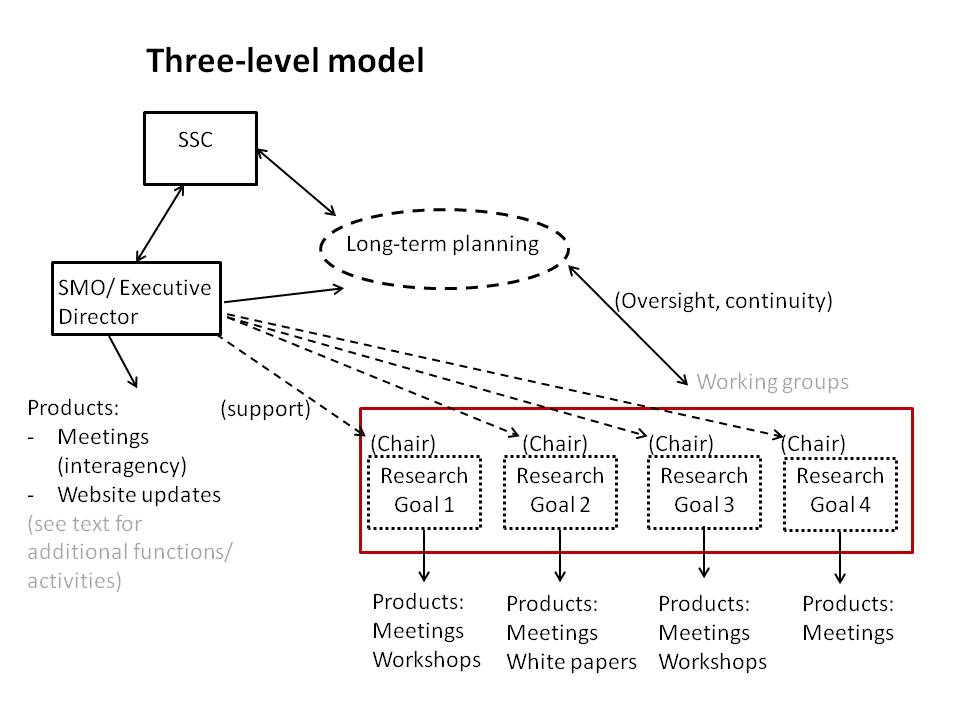 Three-level model
SSC
Long-term planning
SMO/ Executive
Director
(Oversight, continuity)
Working groups
Products:
- Meetings
(interagency)
- Website updates
(see text for
additional functions/
activities)
(support)
(Chair)
Research
Goal 1
(Chair)
Research
Goal 2
(Chair)
Research
Goal 3
(Chair)
Research
Goal 4
Products:
Meetings
Workshops
Products:
Meetings
White papers
Products:
Meetings
Workshops
Products:
Meetings